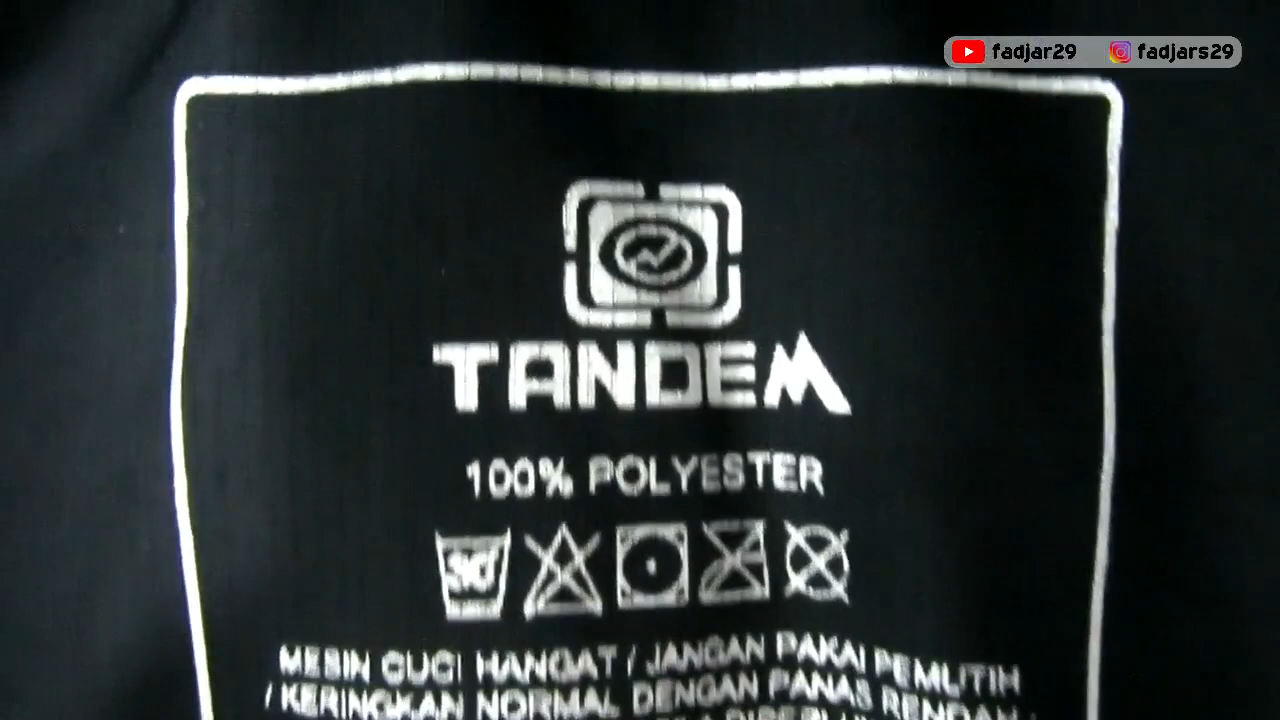 fadjar29 fadjars29
TANDEM
100% POLYESTER
30°
MESIN CUCI HANGAT / JANGAN PAKAI PEMUTIH
/ KERINGKAN NORMAL DENGAN PANAS RENDAH